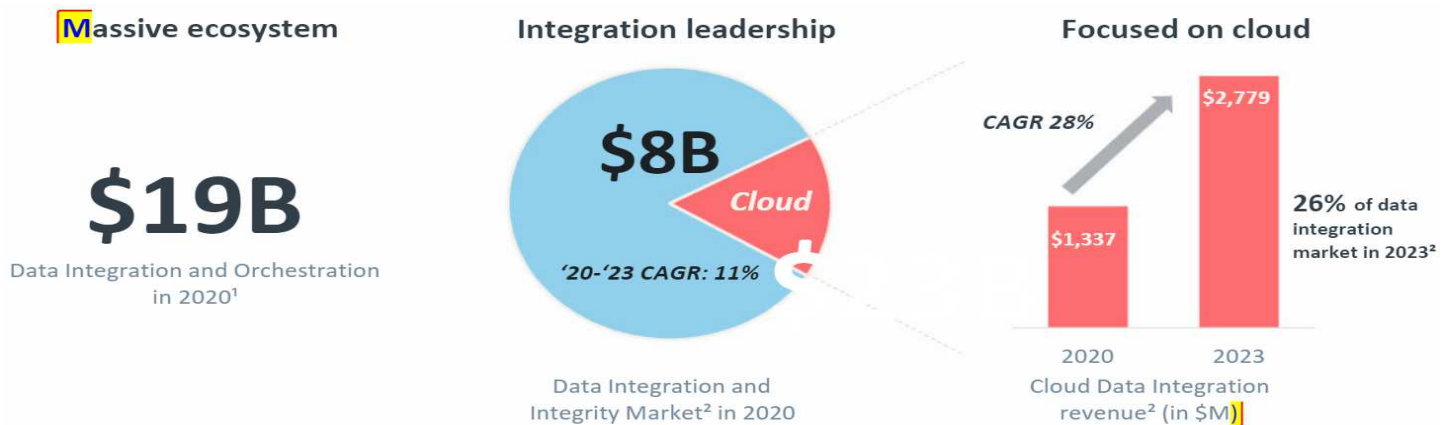 Massive ecosystem
$19B
Data Integration and Orchestration
in 2020¹
Integration leadership
$8B
Cloud
‘20-‘23 CAGR: 11%
Data Integration and
Integrity Market² in 2020
Focused on cloud
CAGR 28%
$2,779
$1,337
26% of data
integration
market in 2023²
2020 2023
Cloud Data Integration
revenue² (in $M)